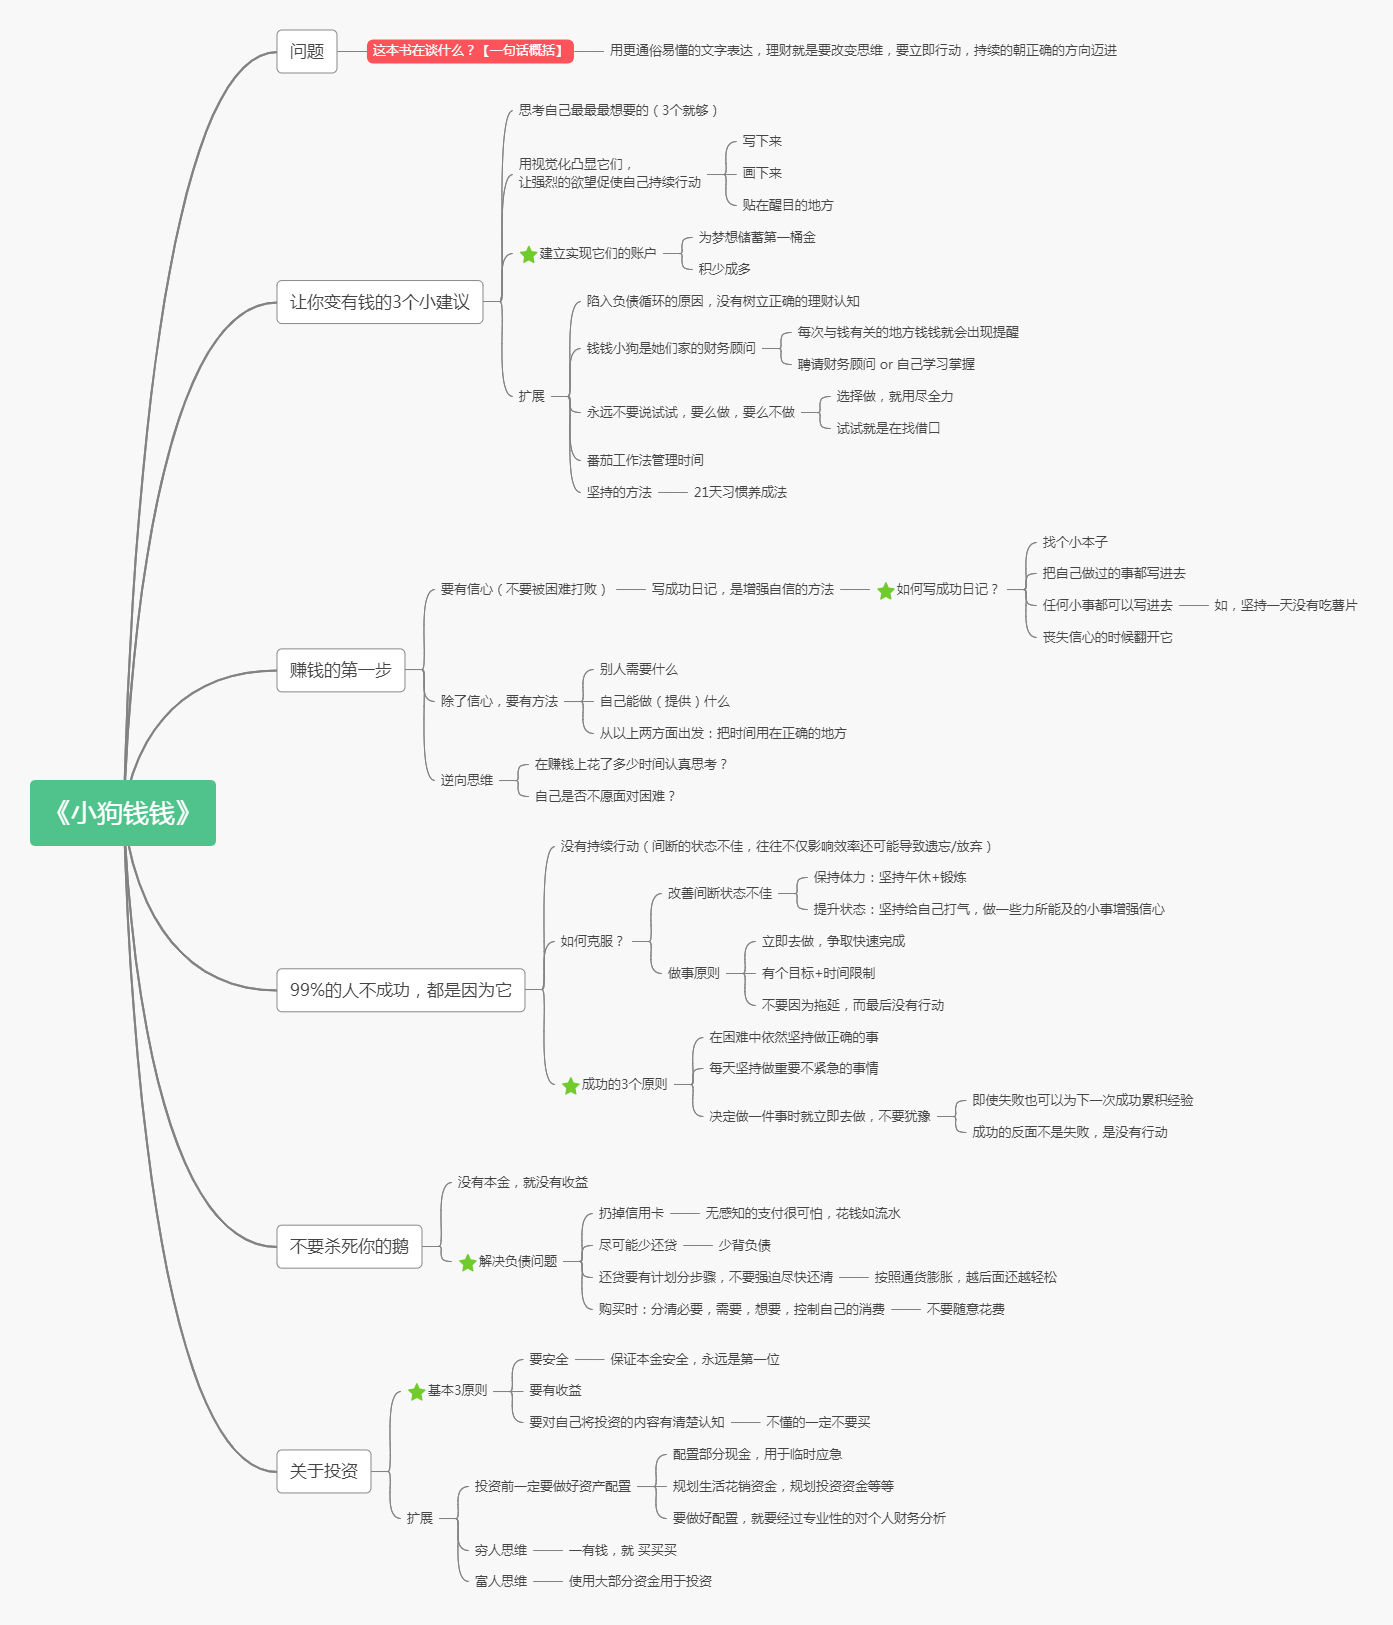 《小狗钱钱》
问题
这本书在谈什么？【一句话概括】
用更通俗易懂的文字表达，理财就是要改变思维，要立即行动，持续的朝正确的方向迈进
让你变有钱的3个小建议
思考自己最最最想要的（3个就够）
用视觉化凸显它们，
让强烈的欲望促使自己持续行动
写下来
画下来
贴在醒目的地方
建立实现它们的账户
为梦想储蓄第一桶金
积少成多
扩展
陷入负债循环的原因，没有树立正确的理财认知
钱钱小狗是她们家的财务顾问
每次与钱有关的地方钱钱就会出现提醒
聘请财务顾问 or 自己学习掌握
永远不要说试试，要么做，要么不做
选择做，就用尽全力
试试就是在找借口
番茄工作法管理时间
坚持的方法
21天习惯养成法
赚钱的第一步
要有信心（不要被困难打败）
写成功日记，是增强自信的方法
如何写成功日记？
找个小本子
把自己做过的事都写进去
任何小事都可以写进去
如，坚持一天没有吃薯片
丧失信心的时候翻开它
除了信心，要有方法
别人需要什么
自己能做（提供）什么
从以上两方面出发：把时间用在正确的地方
逆向思维
在赚钱上花了多少时间认真思考？
自己是否不愿面对困难？
99%的人不成功，都是因为它
没有持续行动（间断的状态不佳，往往不仅影响效率还可能导致遗忘/放弃）
如何克服？
改善间断状态不佳
保持体力：坚持午休+锻炼
提升状态：坚持给自己打气，做一些力所能及的小事增强信心
做事原则
立即去做，争取快速完成
有个目标+时间限制
不要因为拖延，而最后没有行动
成功的3个原则
在困难中依然坚持做正确的事
每天坚持做重要不紧急的事情
决定做一件事时就立即去做，不要犹豫
即使失败也可以为下一次成功累积经验
成功的反面不是失败，是没有行动
不要杀死你的鹅
没有本金，就没有收益
解决负债问题
扔掉信用卡
无感知的支付很可怕，花钱如流水
尽可能少还贷
少背负债
还贷要有计划分步骤，不要强迫尽快还清
按照通货膨胀，越后面还越轻松
购买时：分清必要，需要，想要，控制自己的消费
不要随意花费
关于投资
基本3原则
要安全
保证本金安全，永远是第一位
要有收益
要对自己将投资的内容有清楚认知
不懂的一定不要买
扩展
投资前一定要做好资产配置
配置部分现金，用于临时应急
规划生活花销资金，规划投资资金等等
要做好配置，就要经过专业性的对个人财务分析
穷人思维
一有钱，就 买买买
富人思维
使用大部分资金用于投资